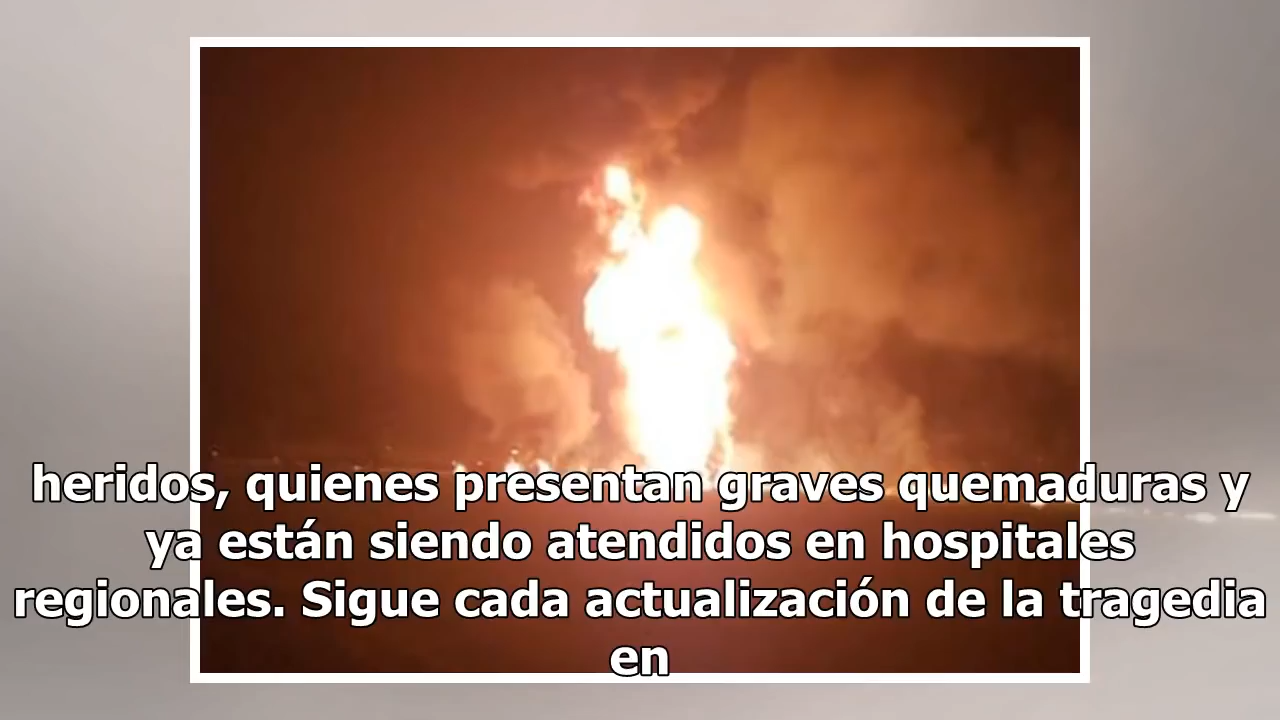 heridos, quienes presentan graves quemaduras y
ya están siendo atendidos en hospitales
regionales. Sigue cada actualización de la tragedia
en